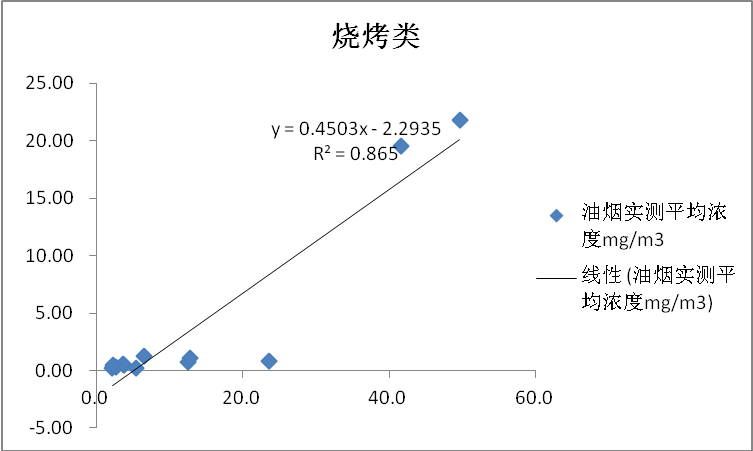 烧烤类
25.00
20.00
15.00
10.00
5.00
0.00
-5.00
0.0
20.0
40.0
60.0
y = 0.4503x - 2.2935
R² = 0.865
油烟实测平均浓
度mg/m3
线性 (油烟实测平
均浓度mg/m3)